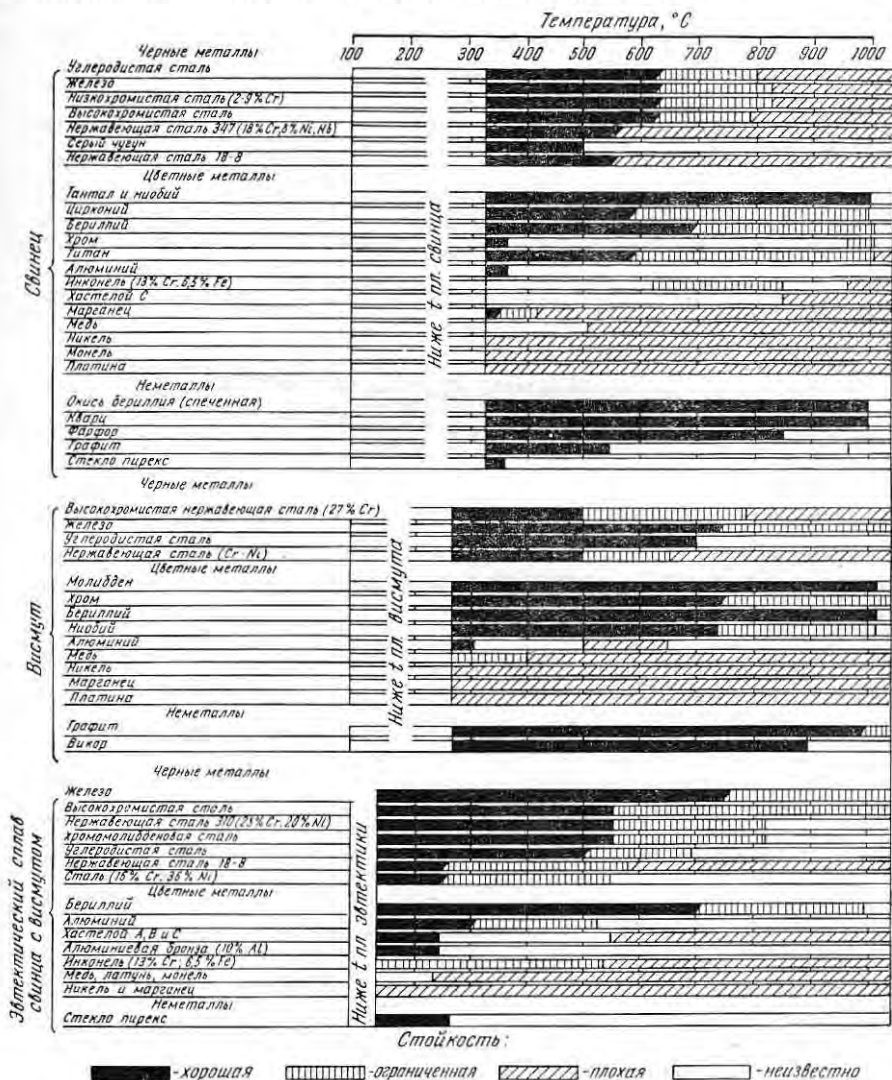 Температура, °С
Черные металлы 100 200 300 400 500 600 700 800 900 1000
Свинец
Углеродистая сталь
Железо
Низкохромистая сталь (2-9% Cr)
Высокохромистая сталь
Нержавеющая сталь 347 (18% Cr, 8% Ni, Nb)
Серый чугун
Нержавеющая сталь 18-8
Цветные металлы
Тантал и ниобий
Цирконий
Бериллий
Хром
Титан
Алюминий
Инконель (13% Cr, 6,5% Fe)
Хастелой С
Марганец
Медь
Никель
Монель
Платина
Ниже t пл. свинца
Неметаллы
Окись бериллия (спеченная)
Кварц
Фарфор
Графит
Стекло пирекс
Висмут
Черные металлы
Высокохромистая нержавеющая сталь (27% Cr)
Железо
Углеродистая сталь
Нержавеющая сталь (Cr-Ni)
Цветные металлы
Молибден
Хром
Бериллий
Ниобий
Алюминий
Медь
Никель
Марганец
Платина
Ниже t пл. висмута
Неметаллы
Графит
Викор
Эвтектический сплав
свинца с висмутом
Черные металлы
Железо
Высокохромистая сталь
Нержавеющая сталь 310 (25% Cr, 20% Ni)
Хромомолибденовая сталь
Углеродистая сталь
Нержавеющая сталь 18-8
Сталь (15% Cr, 35% Ni)
Цветные металлы
Бериллий
Алюминий
Хастелой А, В и С
Алюминиевая бронза (10% Al)
Инконель (13% Cr, 6,5% Fe)
Медь, латунь, монель
Никель и марганец
Ниже t пл. эвтектики
Неметаллы
Стекло пирекс
Стойкость:
-хорошая -ограниченная -плохая -неизвестно